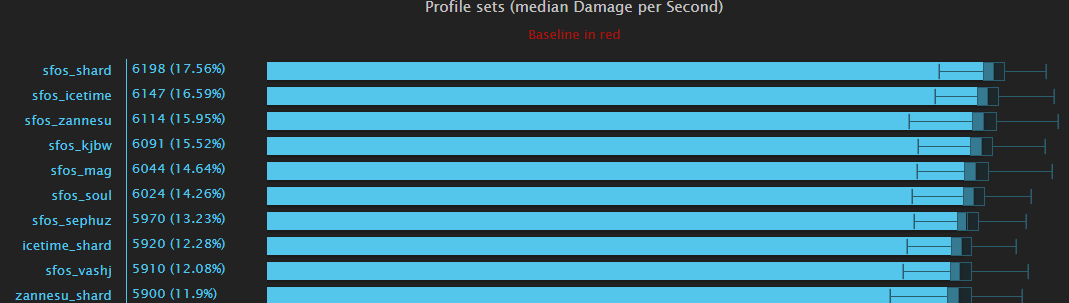 Profile sets (median Damage per Second)
Baseline in red
sfos_shard 6198 (17.56%)
sfos_icetime 6147 (16.59%)
sfos_zannesu 6114 (15.95%)
sfos_kjbw 6091 (15.52%)
sfos_mag 6044 (14.64%)
sfos_soul 6024 (14.26%)
sfos_sephuz 5970 (13.23%)
icetime_shard 5920 (12.28%)
sfos_vashj 5910 (12.08%)
zannesu_shard 5900 (11.9%)